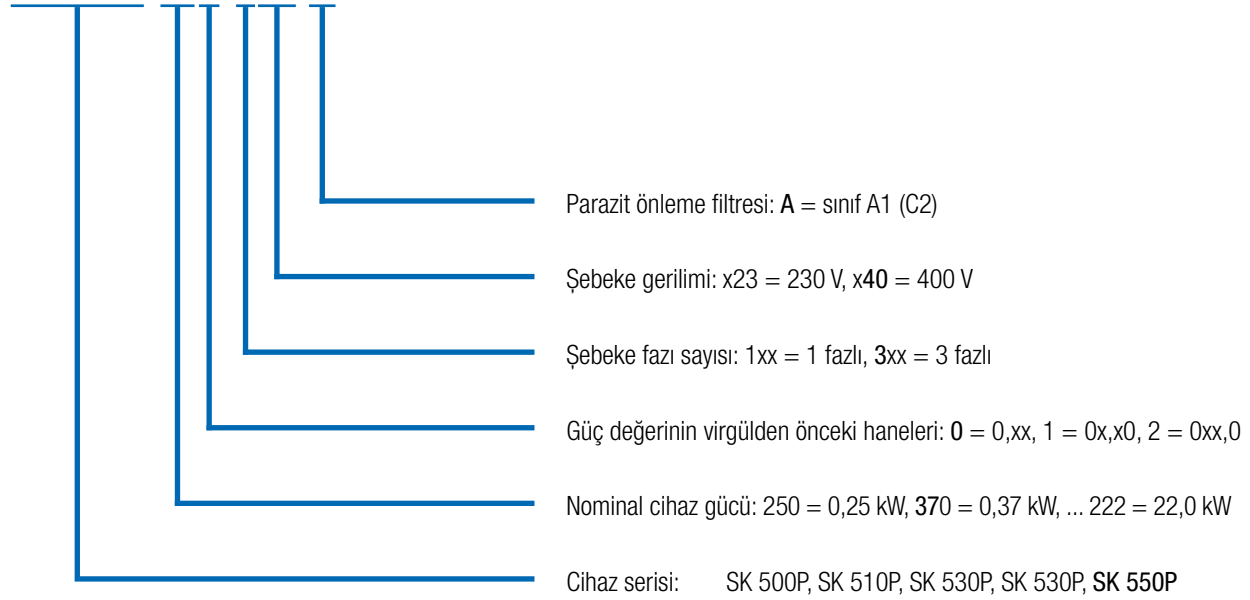 Parazit önleme filtresi: A = sınıf A1 (C2)
Şebeke gerilimi: x23 = 230 V, x40 = 400 V
Şebeke fazı sayısı: 1xx = 1 fazlı, 3xx = 3 fazlı
Güç değerinin virgülden önceki haneleri: 0 = 0,xx, 1 = 0x,x0, 2 = 0xx,0
Nominal cihaz gücü: 250 = 0,25 kW, 370 = 0,37 kW, ... 222 = 22,0 kW
Cihaz serisi: SK 500P, SK 510P, SK 530P, SK 530P, SK 550P